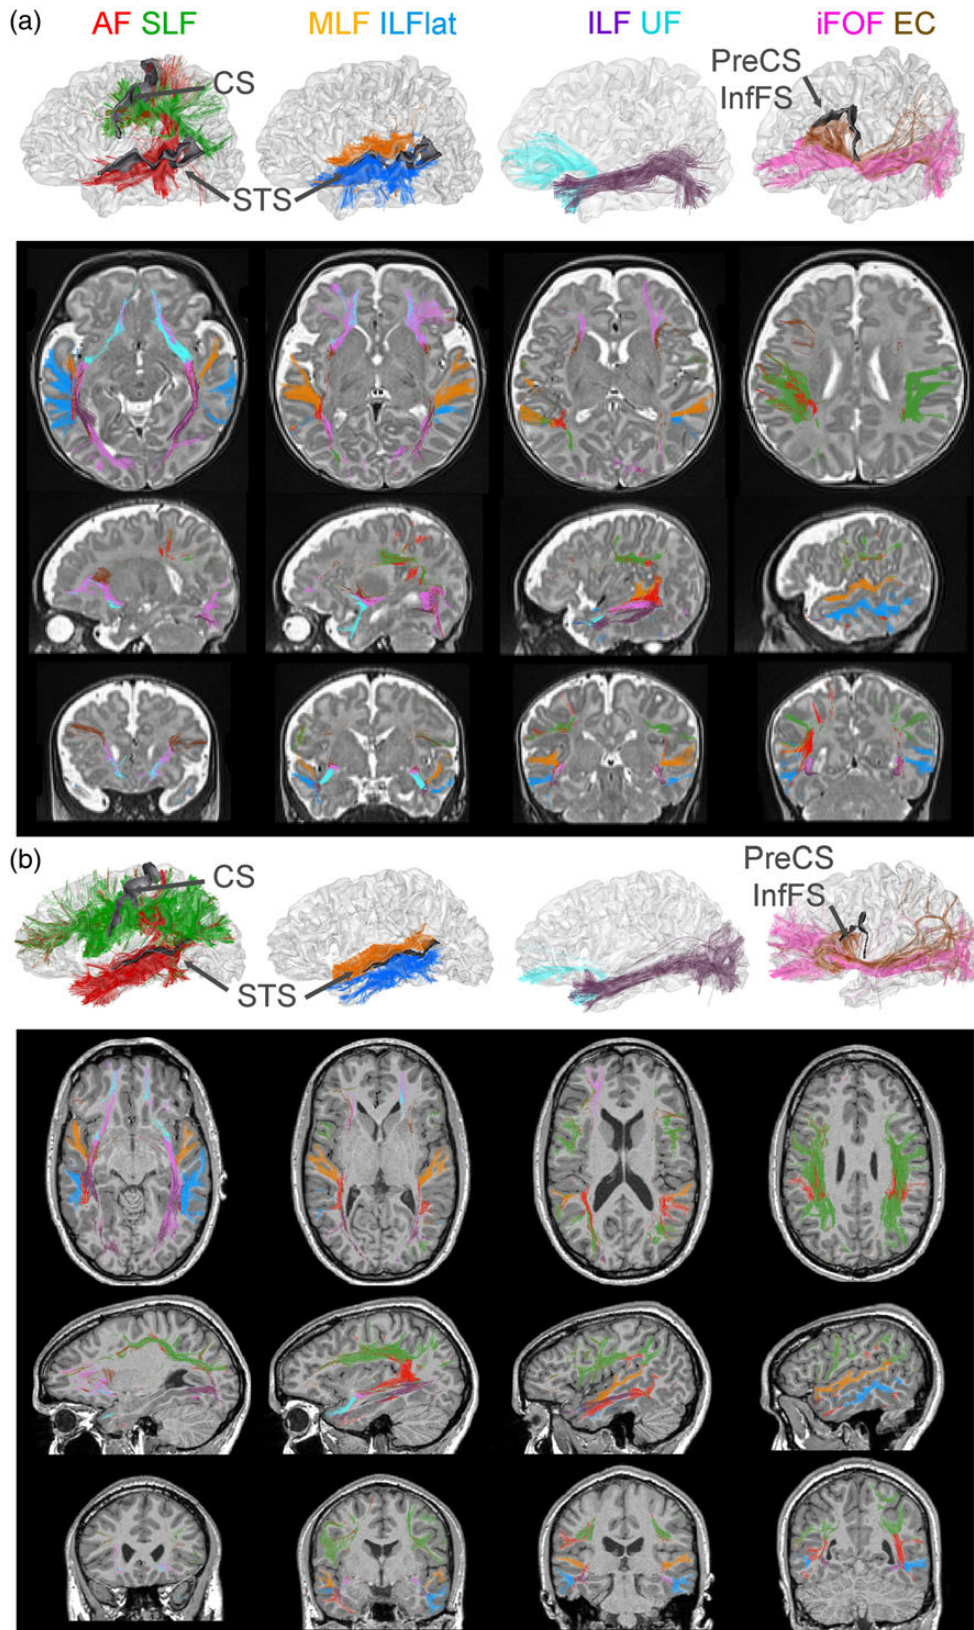 (a)
AF SLF
MLF ILFlat
ILF UF
iFOF EC
CS
STS
PreCS
InfFS
(b)
CS
STS
PreCS
InfFS